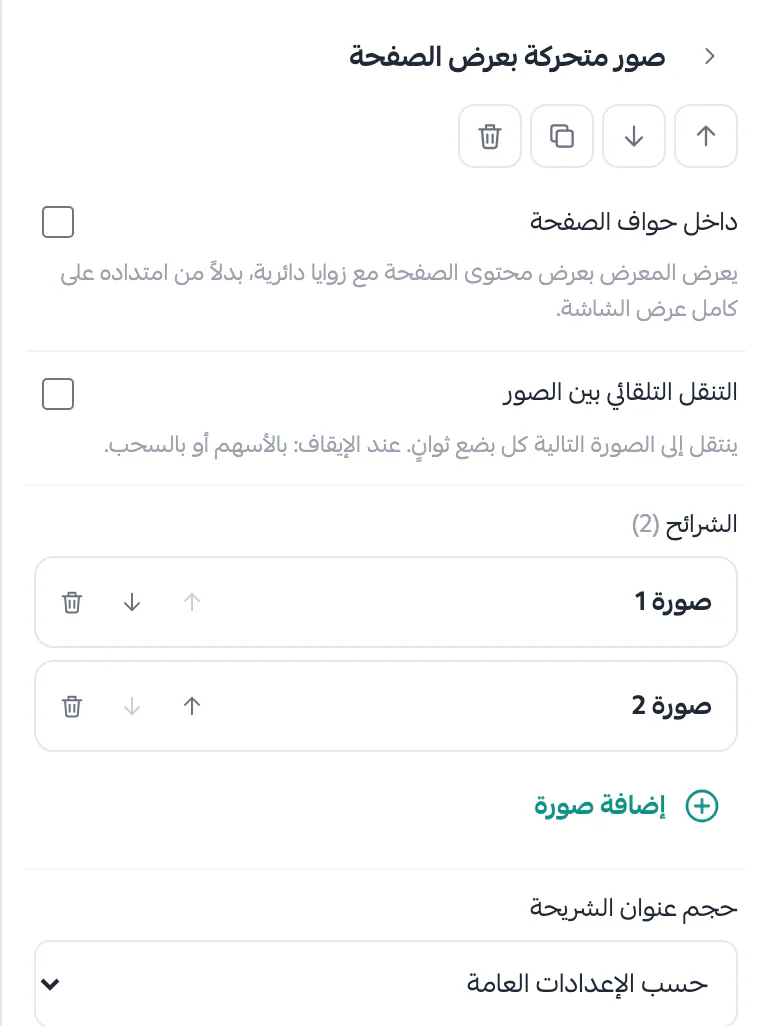 صور متحركة بعرض الصفحة
داخل حواف الصفحة
يعرض المعرض بعرض محتوى الصفحة مع زوايا دائرية، بدلاً من امتداده على
كامل عرض الشاشة.
التنقل التلقائي بين الصور
ينتقل إلى الصورة التالية كل بضع ثوانٍ. عند الإيقاف: بالأسهم أو بالسحب.
الشرائح (2)
صورة 1
صورة 2
إضافة صورة
حجم عنوان الشريحة
حسب الإعدادات العامة